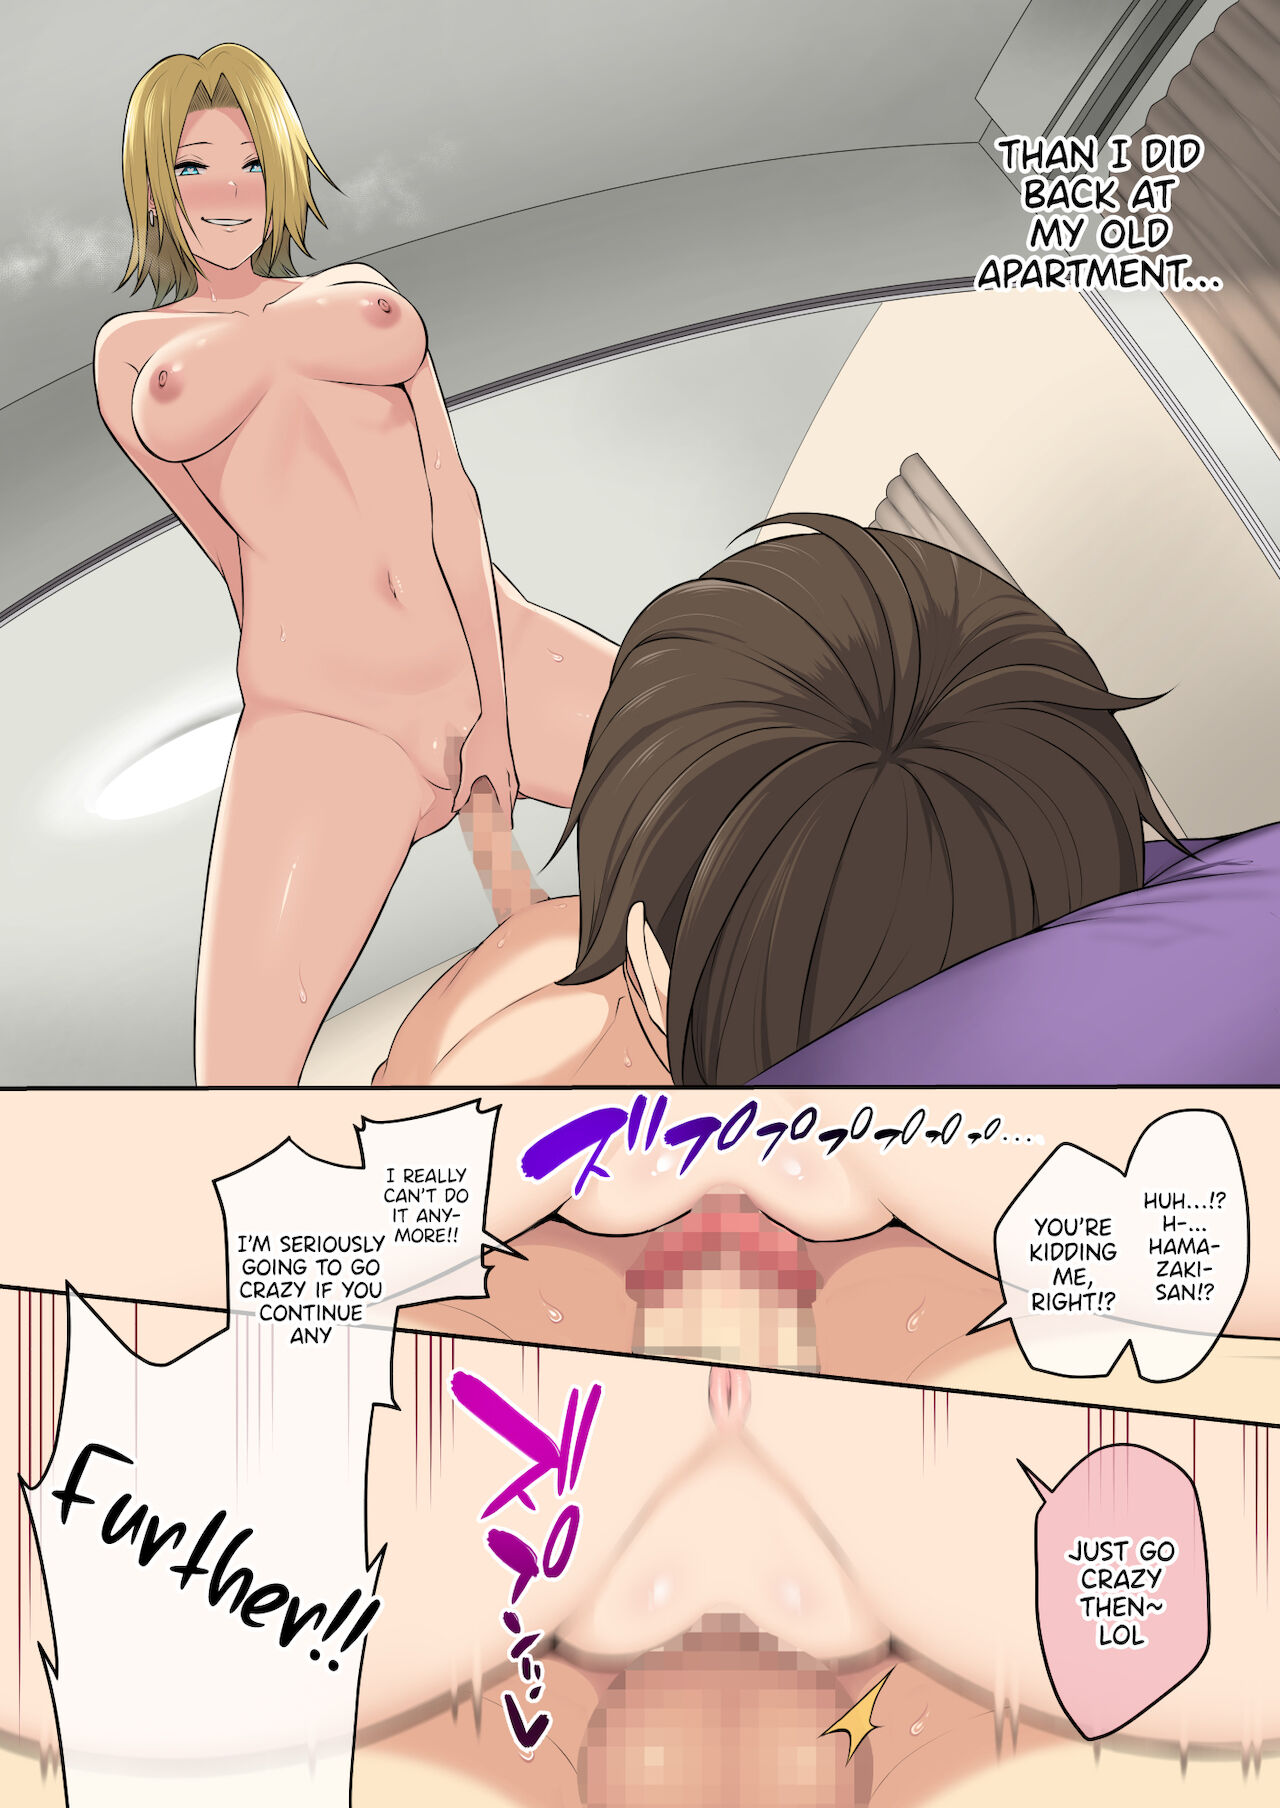 THAN I DID
BACK AT
MY OLD
APARTMENT...
ズプププププププ...
HUH...!?
H-...
HAMA-
ZAKI-
SAN!?
YOU'RE
KIDDING
ME,
RIGHT!?
I REALLY
CAN'T DO
IT ANY-
MORE!!
I'M SERIOUSLY
GOING TO GO
CRAZY IF YOU
CONTINUE
ANY
Further!!
JUST GO
CRAZY
THEN~
LOL